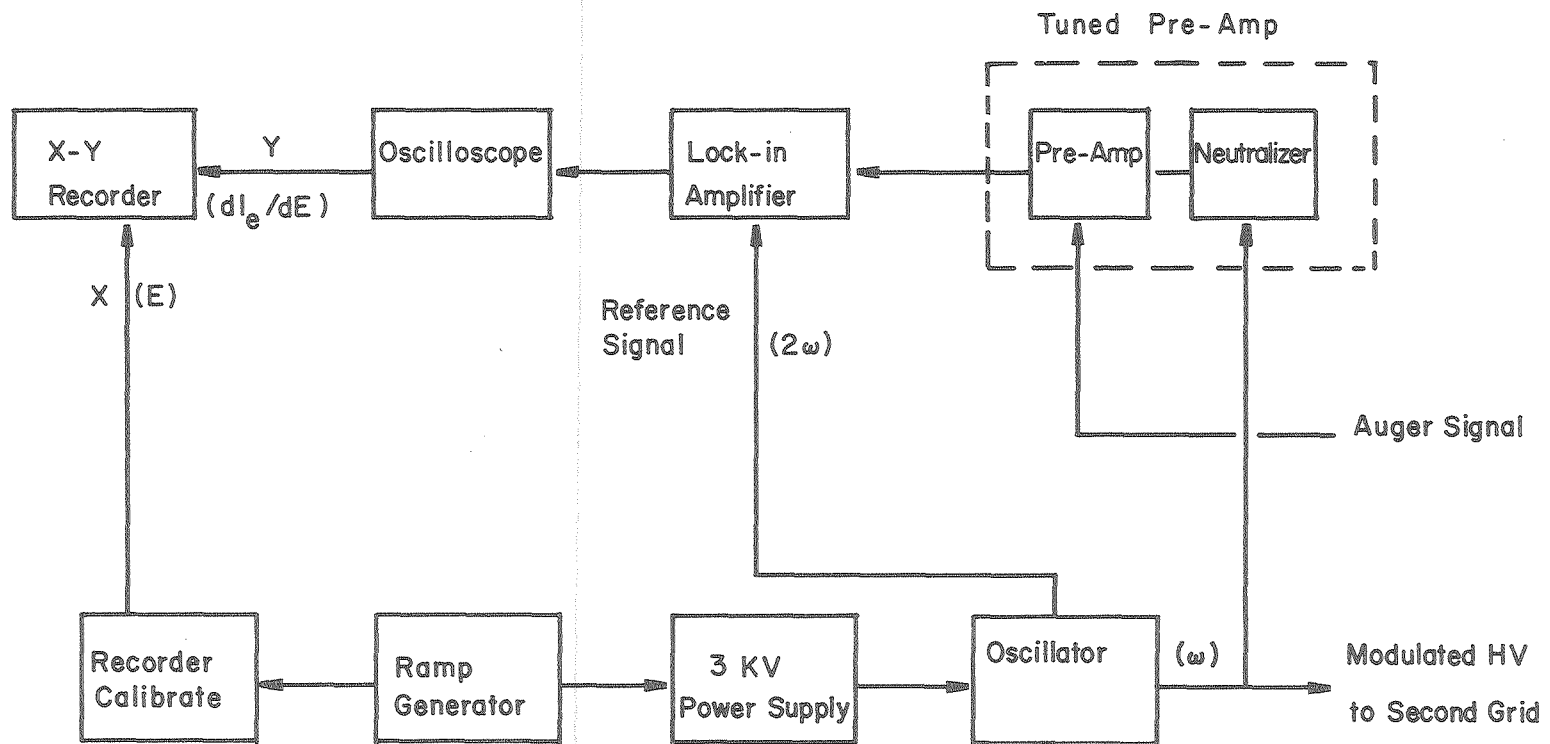 Tuned Pre-Amp
X-Y
Recorder
Y
(dIe/dE)
Oscilloscope
Lock-in
Amplifier
Pre-Amp
Neutralizer
X (E)
Reference
Signal
(2ω)
Auger Signal
Recorder
Calibrate
Ramp
Generator
3 KV
Power Supply
Oscillator
(ω)
Modulated HV
to Second Grid